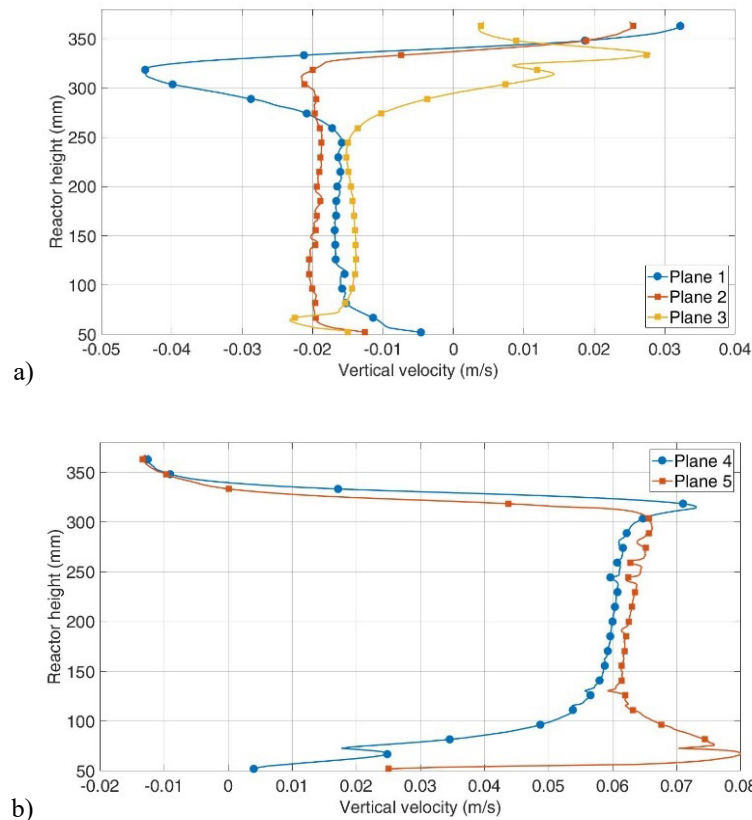 350
300
250
200
150
100
50
Reactor height (mm)
Plane 1
Plane 2
Plane 3
-0.05 -0.04 -0.03 -0.02 -0.01 0 0.01 0.02 0.03 0.04
a)
Vertical velocity (m/s)
350
300
250
200
150
100
50
Reactor height (mm)
Plane 4
Plane 5
-0.02 -0.01 0 0.01 0.02 0.03 0.04 0.05 0.06 0.07 0.08
b)
Vertical velocity (m/s)